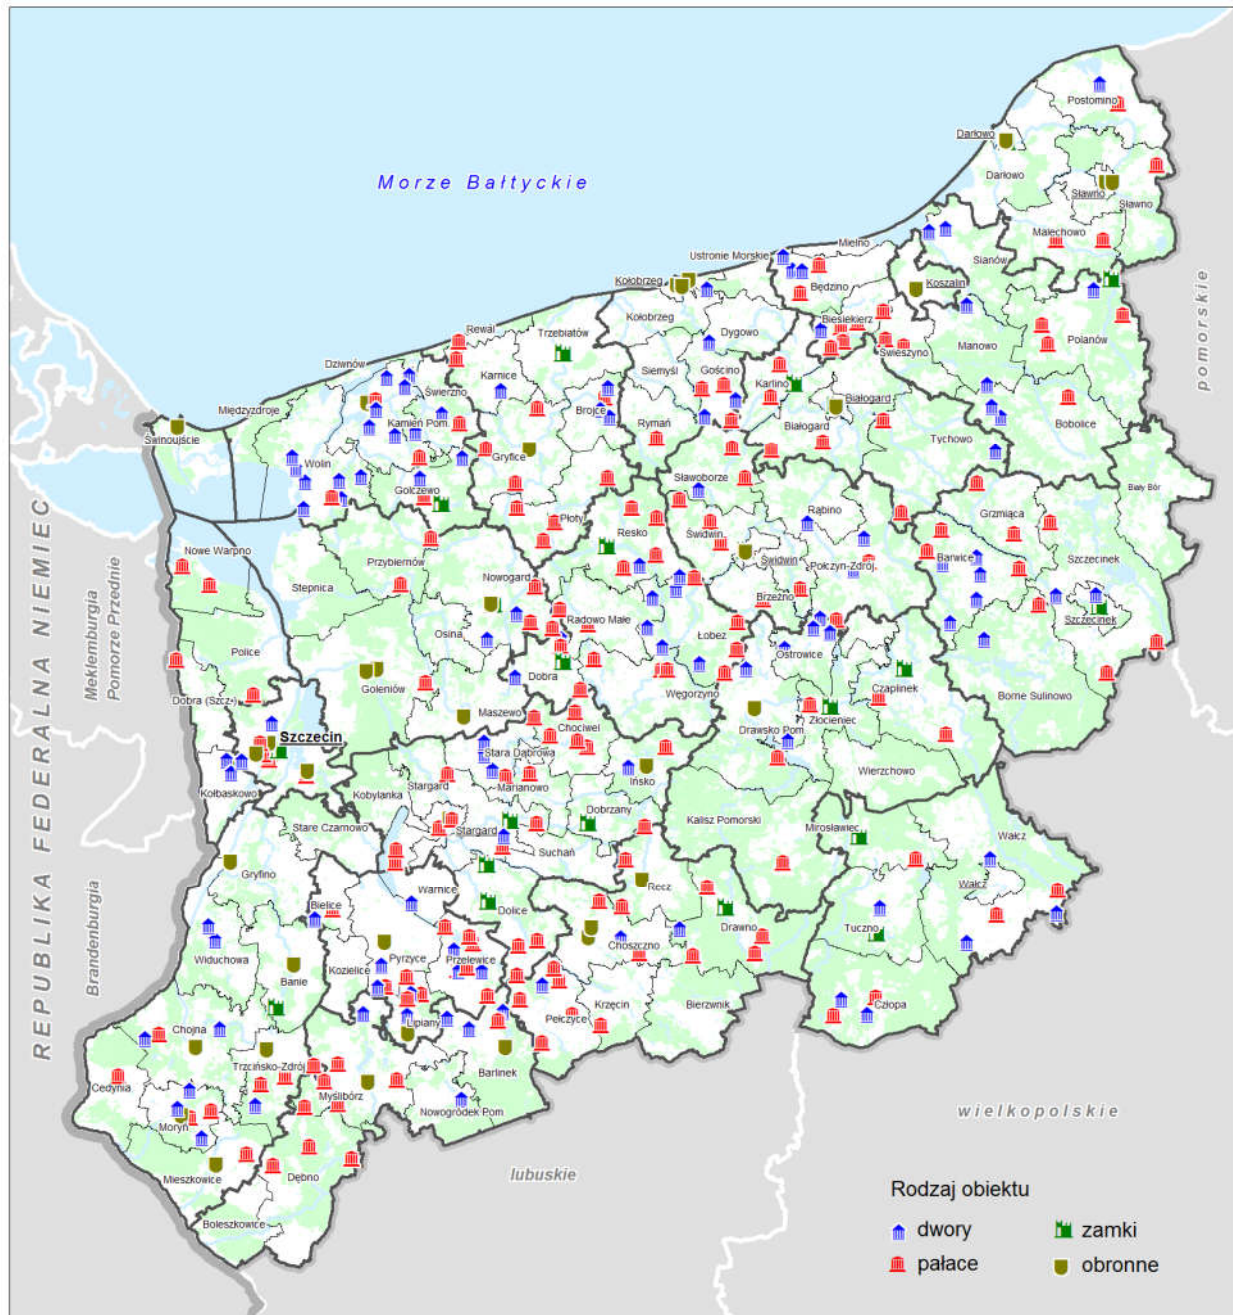 Postomino
Darłowo
Darłowo
Sławno
Sławno
Morze Bałtyckie
Malechowo
Mielno
Ustronie Morskie
Sianów
Kołobrzeg
Będzino
Koszalin
pomorskie
Kołobrzeg
Biesiekierz
Rewal
Trzebiatów
Dygowo
Manowo
Polanów
Świeszyno
Dziwnów
Siemyśl
Gościno
Karnice
Karlino
Świerzno
Białogard
Międzyzdroje
Brojce
Bobolice
Kamień Pom.
Rymań
Białogard
Świnoujście
Tychowo
Gryfice
Wolin
Sławoborze
Golczewo
Biały Bór
Rąbino
Grzmiąca
Płoty
Resko
Świdwin
Nowe Warpno
Przybiernów
Barwice
Szczecinek
Świdwin
Połczyn-Zdrój
Stepnica
Nowogard
Brzeżno
Radowo Małe
Szczecinek
Osina
Łobez
Police
Ostrowice
REPUBLIKA FEDERALNA NIEMIEC
Meklemburgia
Pomorze Przednie
Dobra
Goleniów
Czaplinek
Węgorzyno
Borne Sulinowo
Dobra (Szcz.)
Maszewo
Złocieniec
Chociwel
Drawsko Pom.
Szczecin
Stara Dąbrowa
Wierzchowo
Ińsko
Stargard
Marianowo
Kołbaskowo
Kobylanka
Dobrzany
Kalisz Pomorski
Stare Czarnowo
Stargard
Mirosławiec
Wałcz
Suchań
Gryfino
Recz
Wałcz
Warnice
Bielice
Dolice
Drawno
Tuczno
Brandenburgia
Choszczno
Widuchowa
Kozielice
Pyrzyce
Przelewice
Banie
Krzęcin
Bierzwnik
Człopa
Pełczyce
Lipiany
Chojna
Trzcińsko-Zdrój
Barlinek
Cedynia
Myślibórz
Nowogródek Pom.
wielkopolskie
Moryń
Mieszkowice
Dębno
lubuskie
Boleszkowice
Rodzaj obiektu
dwory
zamki
pałace
obronne